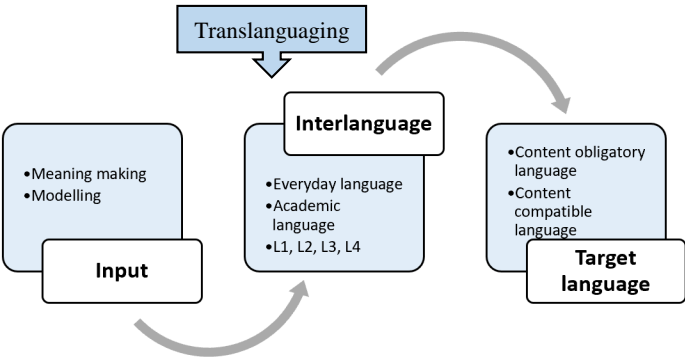 Translanguaging
•Meaning making
•Modelling
Input
Interlanguage
•Everyday language
•Academic
language
•L1, L2, L3, L4
•Content obligatory
language
•Content
compatible
language
Target
language